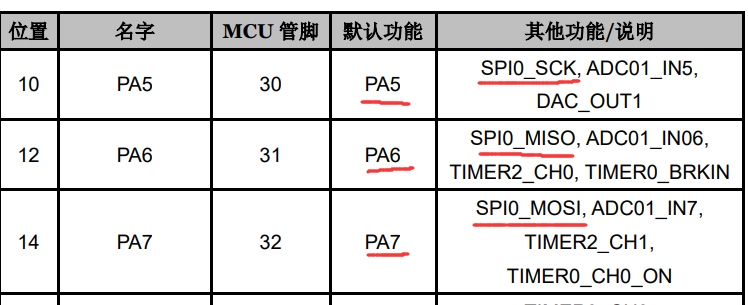 位置 名字 MCU 管脚 默认功能 其他功能/说明
10 PA5 30 PA5 SPI0_SCK, ADC01_IN5,
DAC_OUT1
12 PA6 31 PA6 SPI0_MISO, ADC01_IN06,
TIMER2_CH0, TIMER0_BRKIN
14 PA7 32 PA7 SPI0_MOSI, ADC01_IN7,
TIMER2_CH1,
TIMER0_CH0_ON